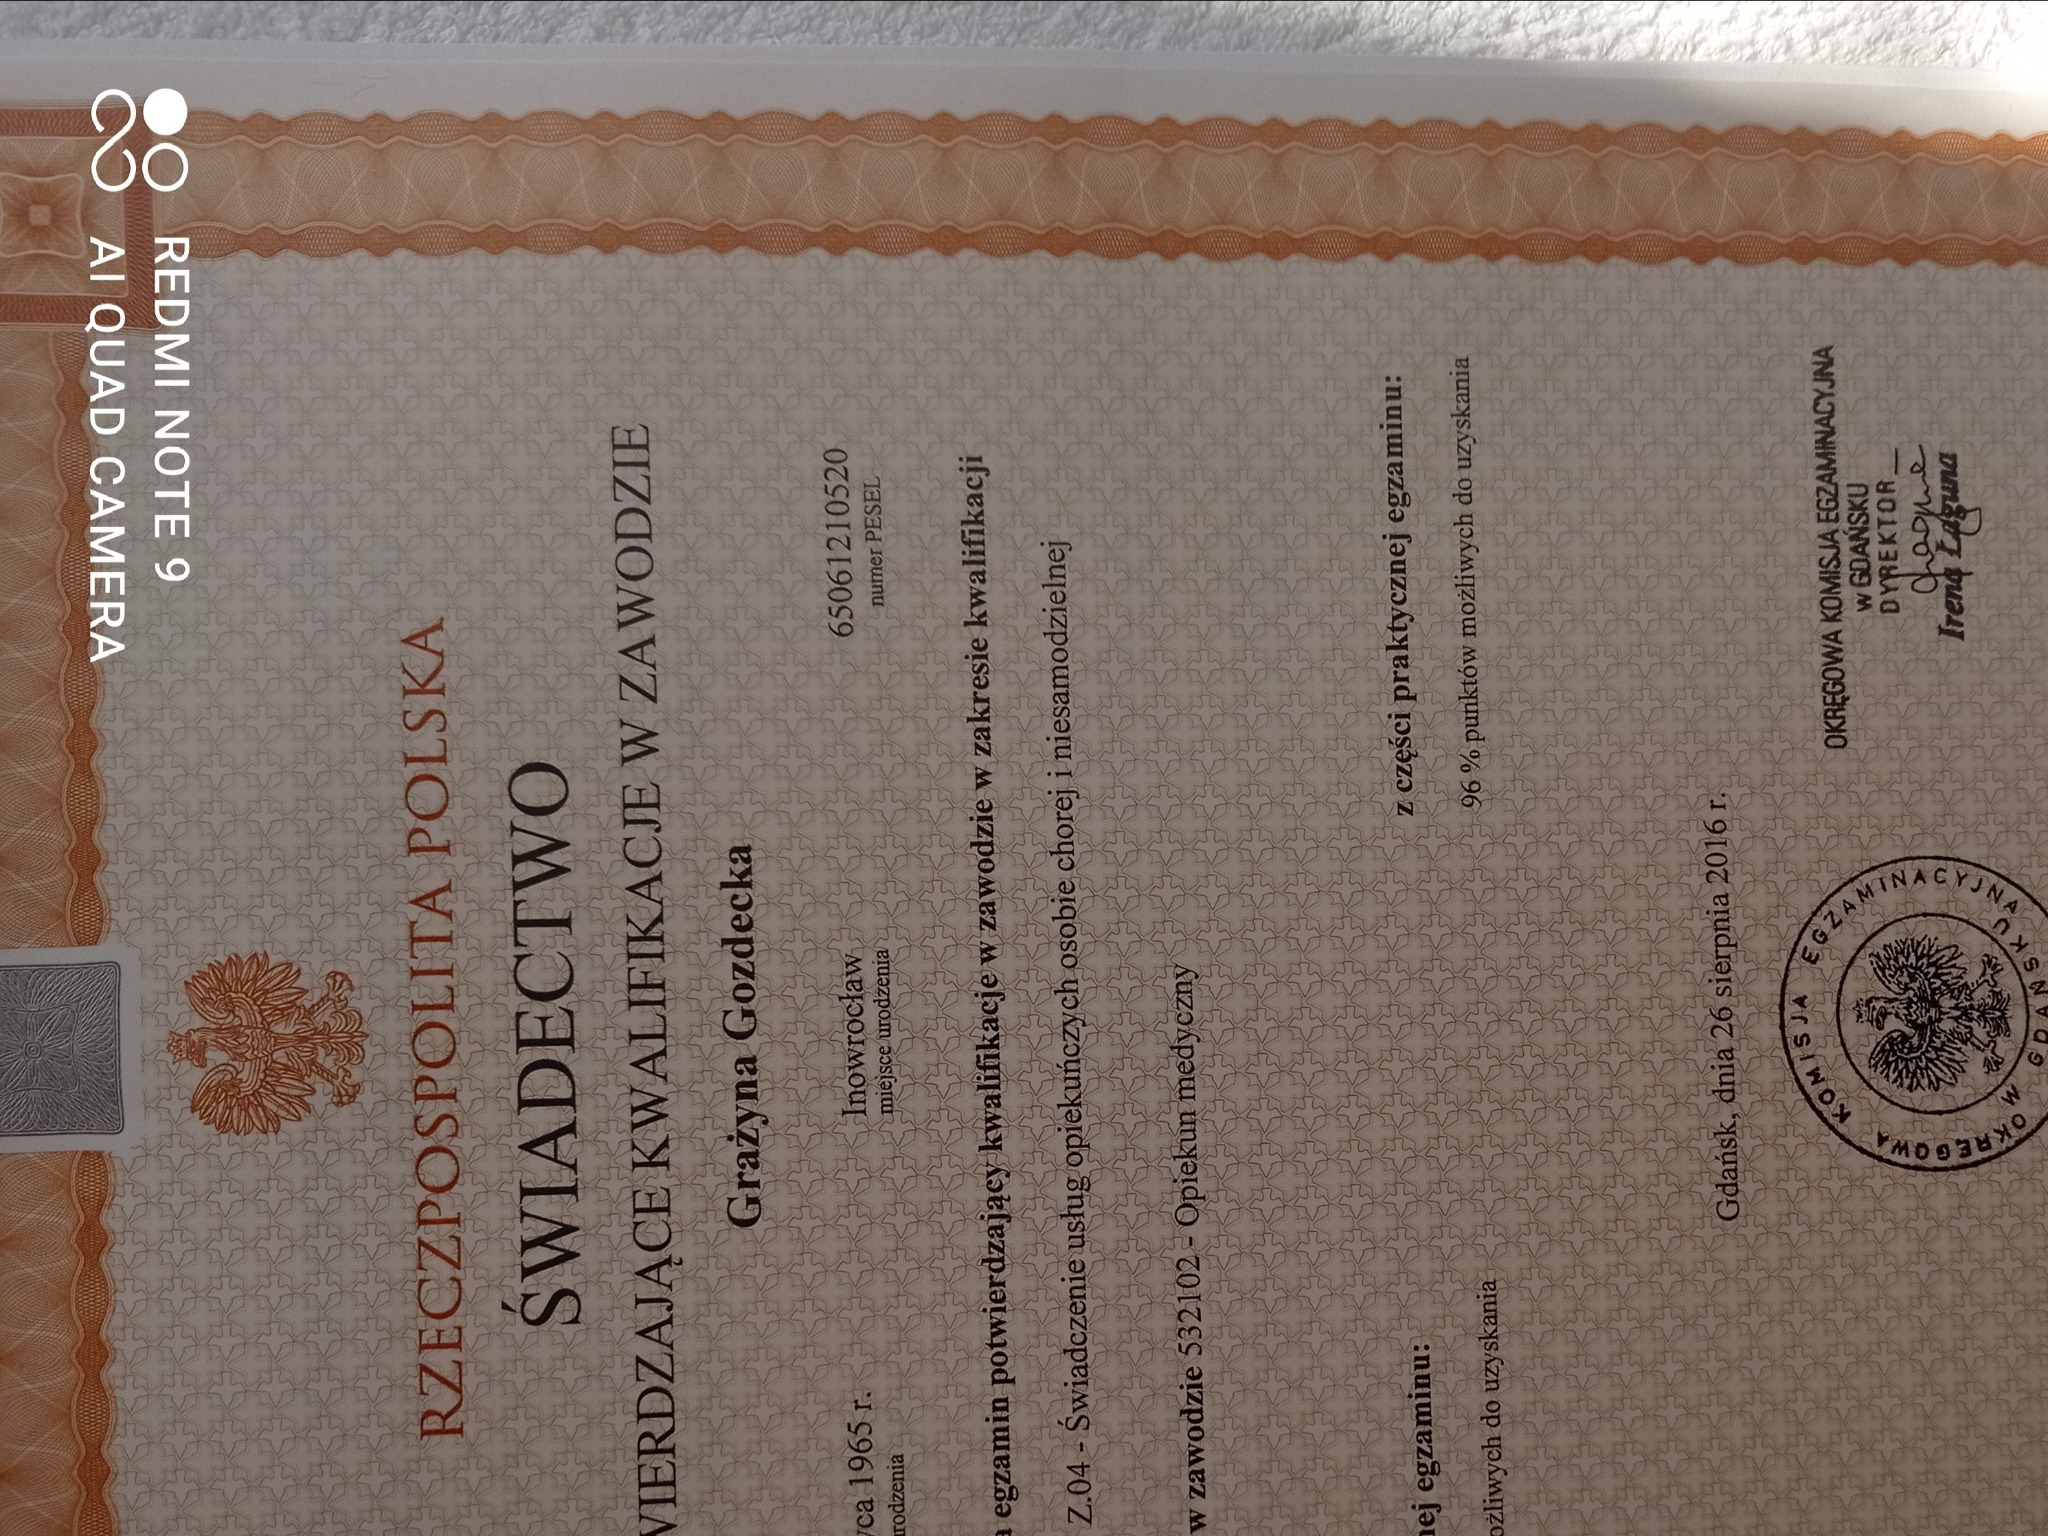 REDMI NOTE 9
AI QUAD CAMERA
RZECZPOSPOLITA POLSKA
ŚWIADECTWO
WIERDZAJĄCE KWALIFIKACJE W ZAWODZIE
Grażyna Gozdecka
wca 1965 r. Inowrocław 65061210520
urodzenia miejsce urodzenia numer PESEL
a egzamin potwierdzający kwalifikacje w zawodzie w zakresie kwalifikacji
Z.04 - Świadczenie usług opiekuńczych osobie chorej i niesamodzielnej
w zawodzie 532102 - Opiekun medyczny
nej egzaminu: z części praktycznej egzaminu:
ożliwych do uzyskania 96 % punktów możliwych do uzyskania
Gdańsk, dnia 26 sierpnia 2016 r.
OKRĘGOWA KOMISJA EGZAMINACYJNA
w GDAŃSKU
DYREKTOR
Irena Łaguna
OKRĘGOWA KOMISJA EGZAMINACYJNA W GDAŃSKU